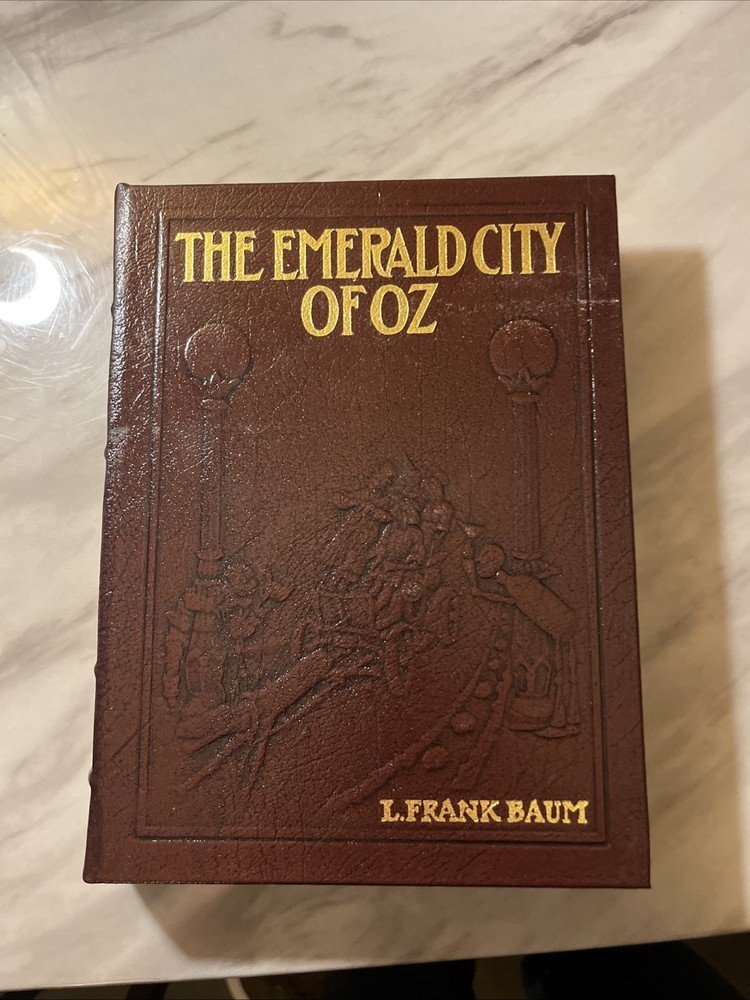 THE EMERALD CITY
OF OZ
L. FRANK BAUM